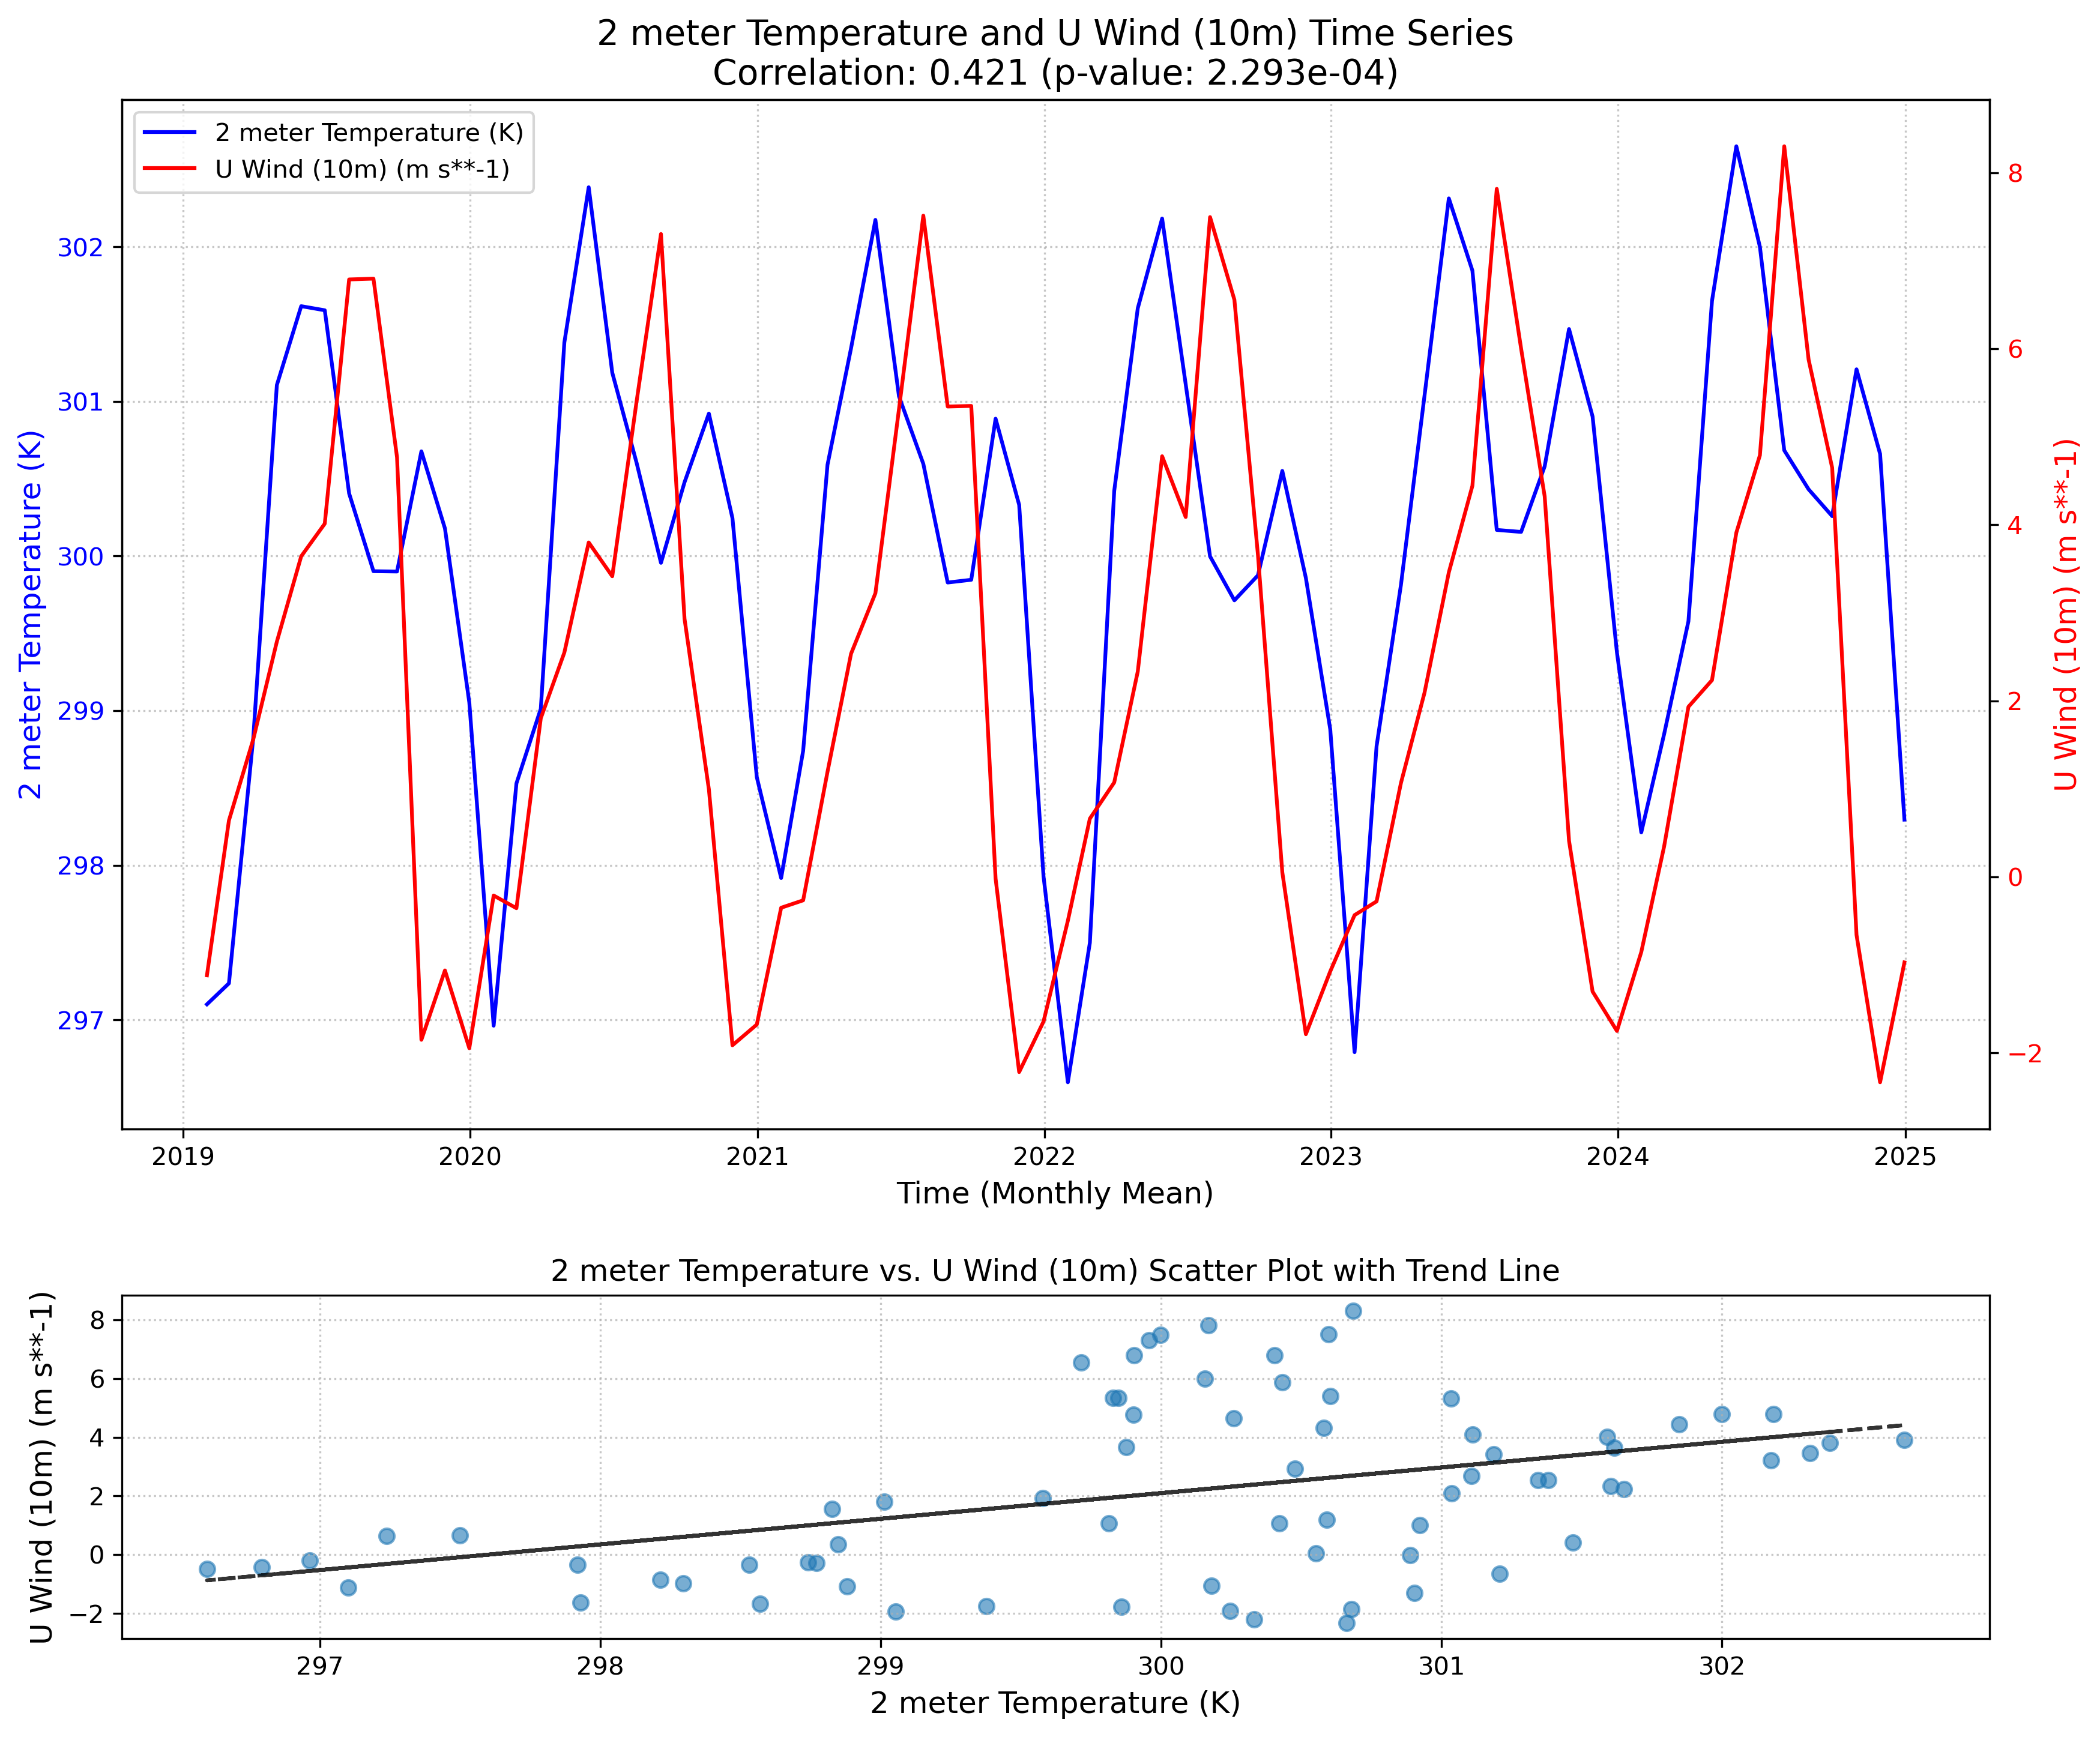 2 meter Temperature and U Wind (10m) Time Series
Correlation: 0.421 (p-value: 2.293e-04)
2 meter Temperature (K)
U Wind (10m) (m s**-1)
302
301
300
299
298
297
2 meter Temperature (K)
8
6
4
2
0
−2
U Wind (10m) (m s**-1)
2019 2020 2021 2022 2023 2024 2025
Time (Monthly Mean)
2 meter Temperature vs. U Wind (10m) Scatter Plot with Trend Line
8
6
4
2
0
−2
U Wind (10m) (m s**-1)
297 298 299 300 301 302
2 meter Temperature (K)